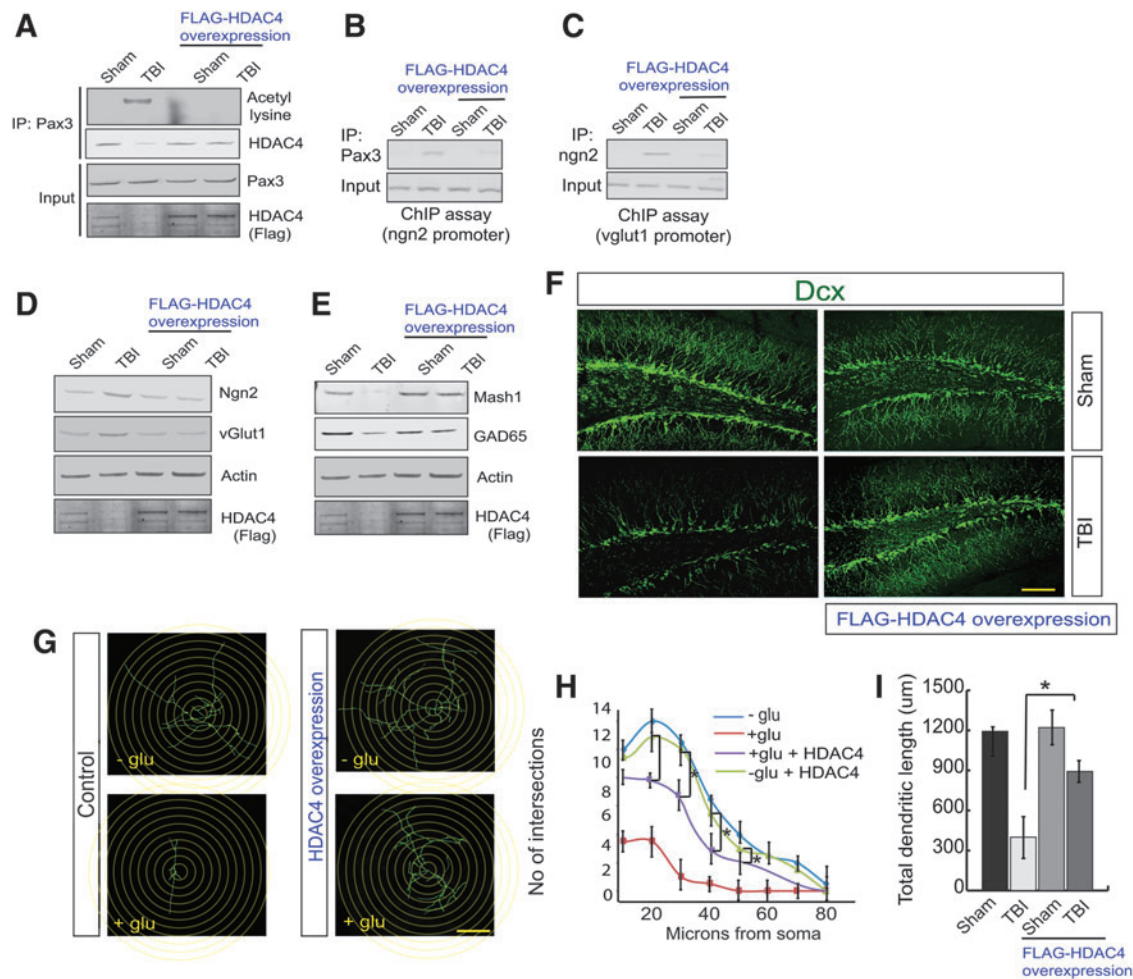 A
FLAG-HDAC4
overexpression
Sham
TBI
Sham
TBI
IP: Pax3
Acetyl
lysine
HDAC4
Input
Pax3
HDAC4
(Flag)
B
FLAG-HDAC4
overexpression
Sham
TBI
Sham
TBI
IP:
Pax3
Input
ChIP assay
(ngn2 promoter)
C
FLAG-HDAC4
overexpression
Sham
TBI
Sham
TBI
IP:
ngn2
Input
ChIP assay
(vglut1 promoter)
D
FLAG-HDAC4
overexpression
Sham
TBI
Sham
TBI
Ngn2
vGlut1
Actin
HDAC4
(Flag)
E
FLAG-HDAC4
overexpression
Sham
TBI
Sham
TBI
Mash1
GAD65
Actin
HDAC4
(Flag)
F
Dcx
Sham
TBI
FLAG-HDAC4 overexpression
G
Control
- glu
+ glu
HDAC4 overexpression
- glu
+ glu
H
No of intersections
14
12
10
8
6
4
2
0
- glu
+glu
+glu + HDAC4
-glu + HDAC4
*
*
*
20
40
60
80
Microns from soma
I
Total dendritic length (um)
1500
1200
900
600
300
0
*
Sham
TBI
Sham
TBI
FLAG-HDAC4
overexpression